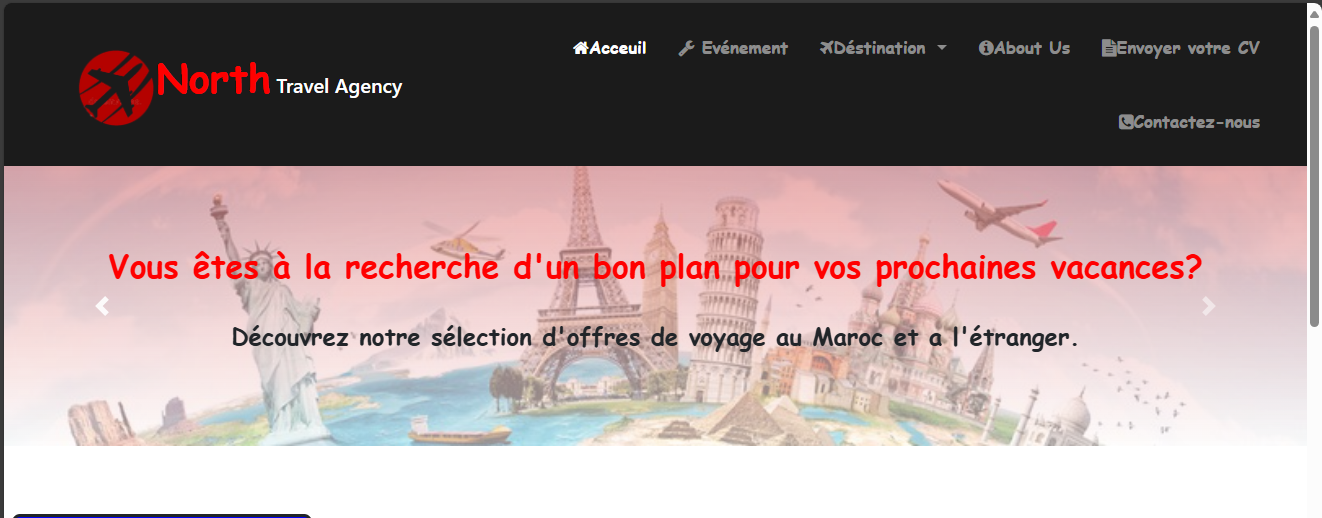 North Travel Agency
Acceuil Evénement Déstination About Us Envoyer votre CV
Contactez-nous
Vous êtes à la recherche d'un bon plan pour vos prochaines vacances?
Découvrez notre sélection d'offres de voyage au Maroc et a l'étranger.